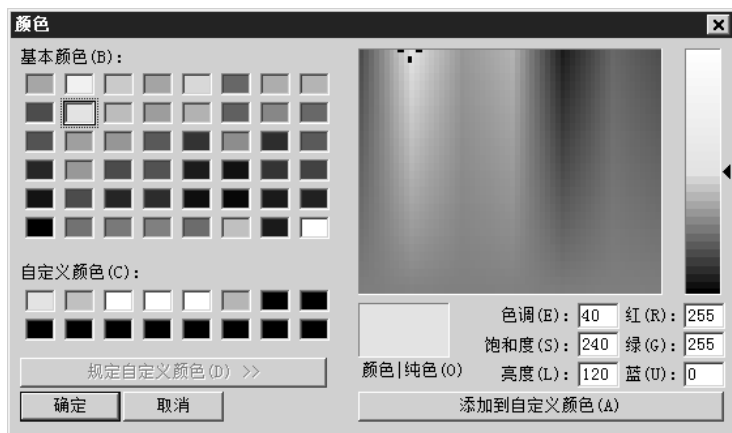 颜色
基本颜色(B):
自定义颜色(C):
规定自定义颜色(D) >>
确定 取消
颜色|纯色(O)
色调(E): 40 红(R): 255
饱和度(S): 240 绿(G): 255
亮度(L): 120 蓝(U): 0
添加到自定义颜色(A)